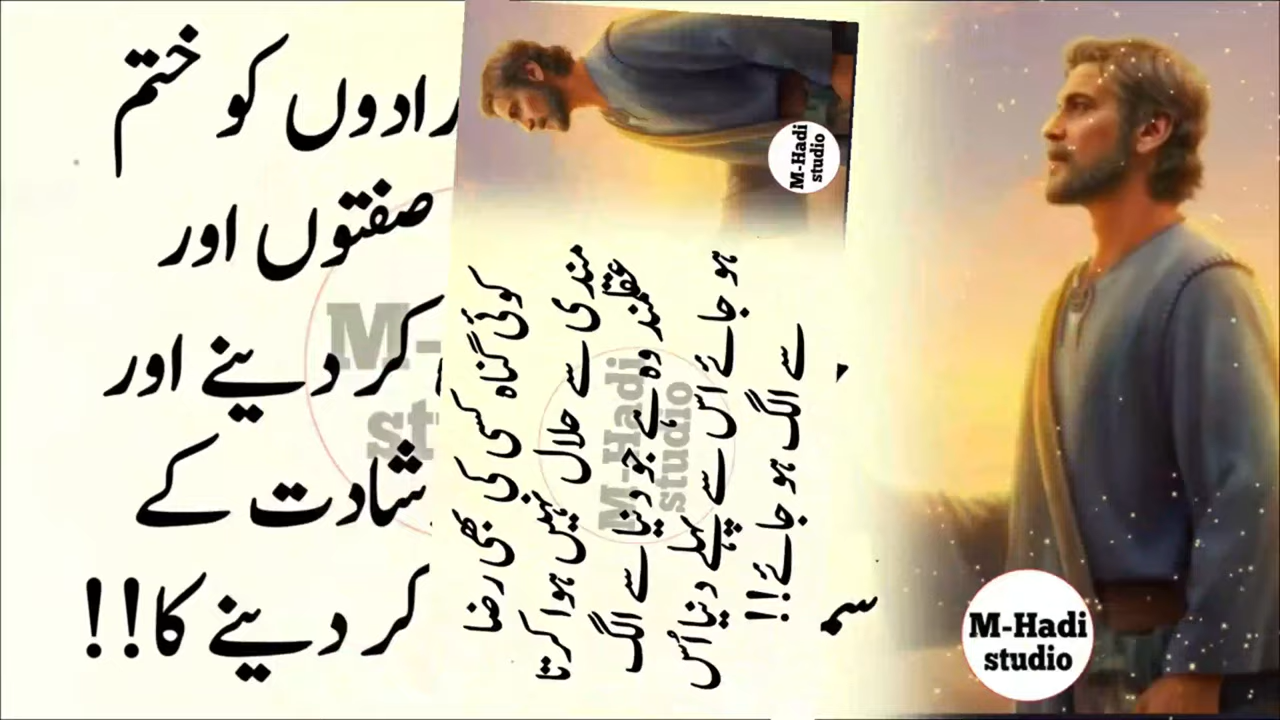 رادوں کو ختم
صفتوں اور
کر دینے اور
شادت کے
کر دینے کا!!
M-
st
M-Hadi
studio
کوئی گناہ کسی کی بھی رضا
مندی سے حلال نہیں ہوا کرتا
عقلمند وہ ہے جو دنیا سے الگ
ہو جائے اس سے پہلے دنیا اُس
سے الگ ہو جائے!!
M-Hadi
studio
M-Hadi
studio